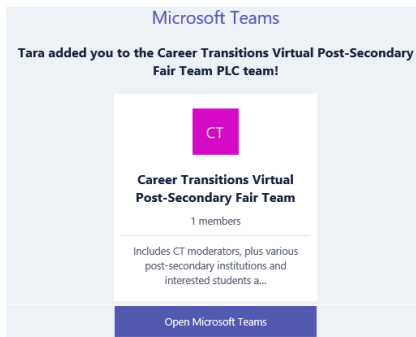 Microsoft Teams
Tara added you to the Career Transitions Virtual Post-Secondary
Fair Team PLC team!
CT
Career Transitions Virtual
Post-Secondary Fair Team
1 members
Includes CT moderators, plus various
post-secondary institutions and
interested students a...
Open Microsoft Teams